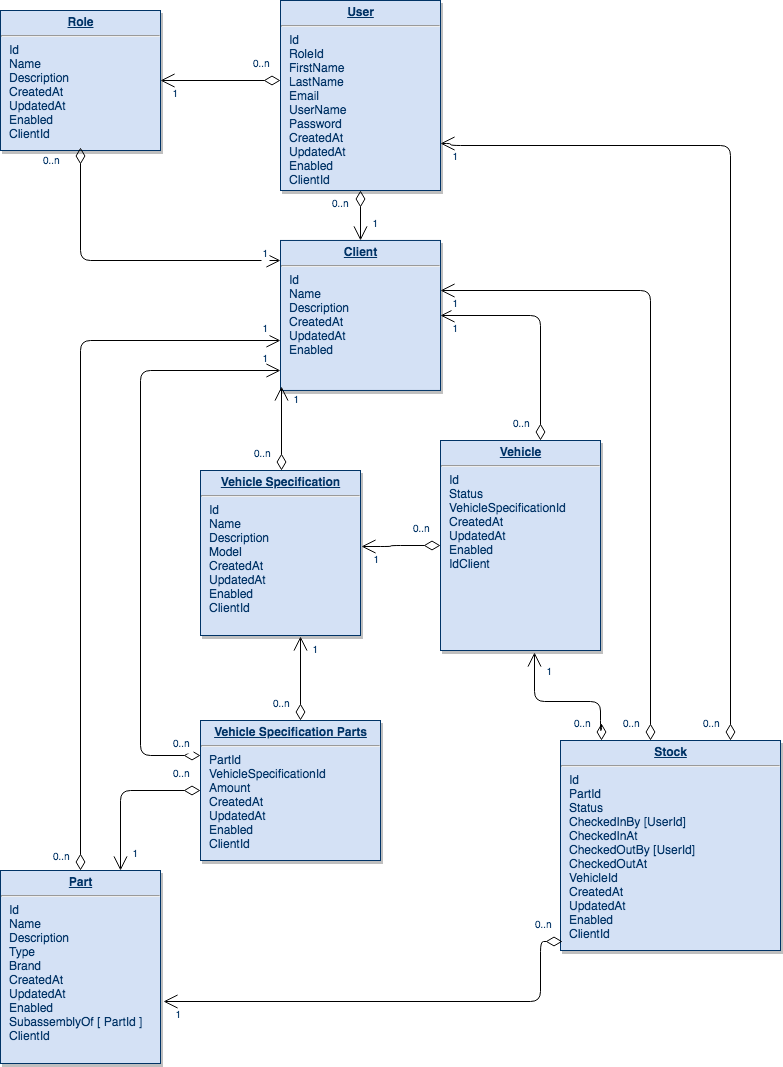 Role
Id
Name
Description
CreatedAt
UpdatedAt
Enabled
ClientId
0..n
1
User
Id
RoleId
FirstName
LastName
Email
UserName
Password
CreatedAt
UpdatedAt
Enabled
ClientId
0..n
0..n
1
1
1
Client
Id
Name
Description
CreatedAt
UpdatedAt
Enabled
1
1
1
1
1
1
0..n
0..n
Vehicle Specification
Id
Name
Description
Model
CreatedAt
UpdatedAt
Enabled
ClientId
0..n
1
Vehicle
Id
Status
VehicleSpecificationId
CreatedAt
UpdatedAt
Enabled
IdClient
1
1
0..n
0..n
0..n
0..n
Vehicle Specification Parts
PartId
VehicleSpecificationId
Amount
CreatedAt
UpdatedAt
Enabled
ClientId
0..n
0..n
1
0..n
Stock
Id
PartId
Status
CheckedInBy [UserId]
CheckedInAt
CheckedOutBy [UserId]
CheckedOutAt
VehicleId
CreatedAt
UpdatedAt
Enabled
ClientId
0..n
Part
Id
Name
Description
Type
Brand
CreatedAt
UpdatedAt
Enabled
SubassemblyOf [ PartId ]
ClientId
1